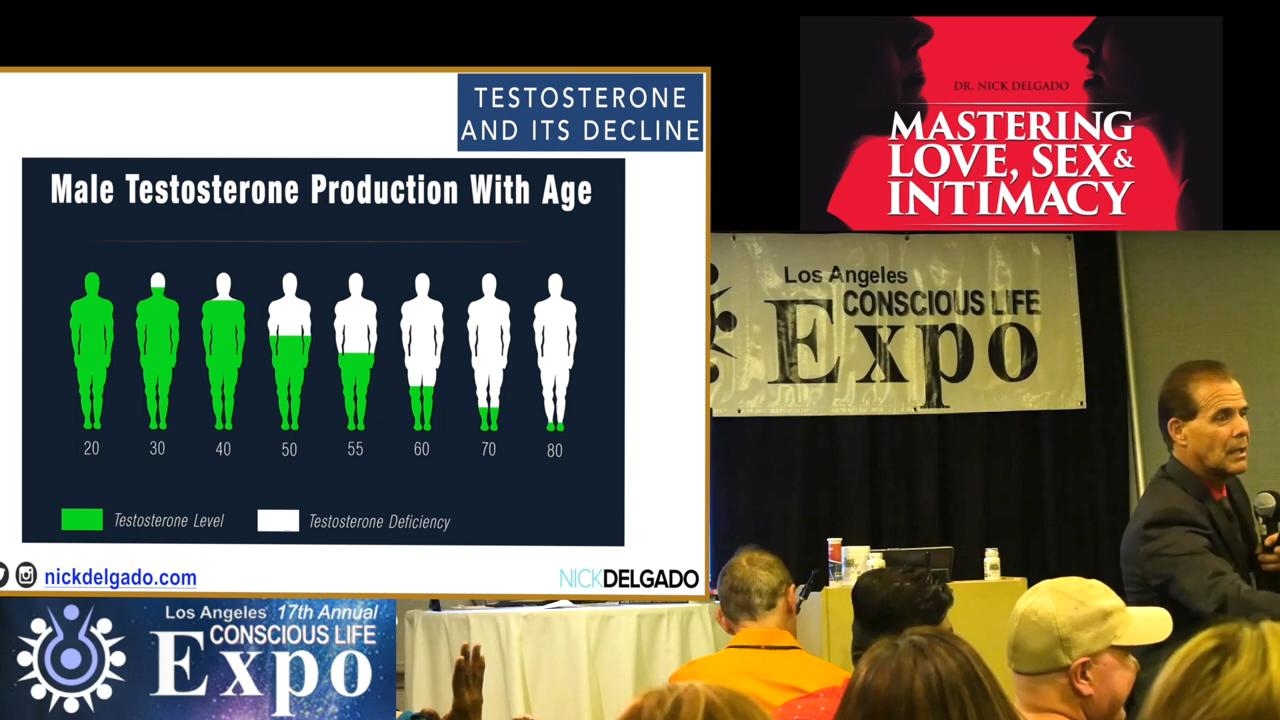 TESTOSTERONE
AND ITS DECLINE
Male Testosterone Production With Age
20 30 40 50 55 60 70 80
Testosterone Level Testosterone Deficiency
nickdelgado.com
NICKDELGADO
DR. NICK DELGADO
MASTERING
LOVE, SEX &
INTIMACY
Los Angeles
CONSCIOUS LIFE
Expo
Los Angeles 17th Annual
CONSCIOUS LIFE
Expo